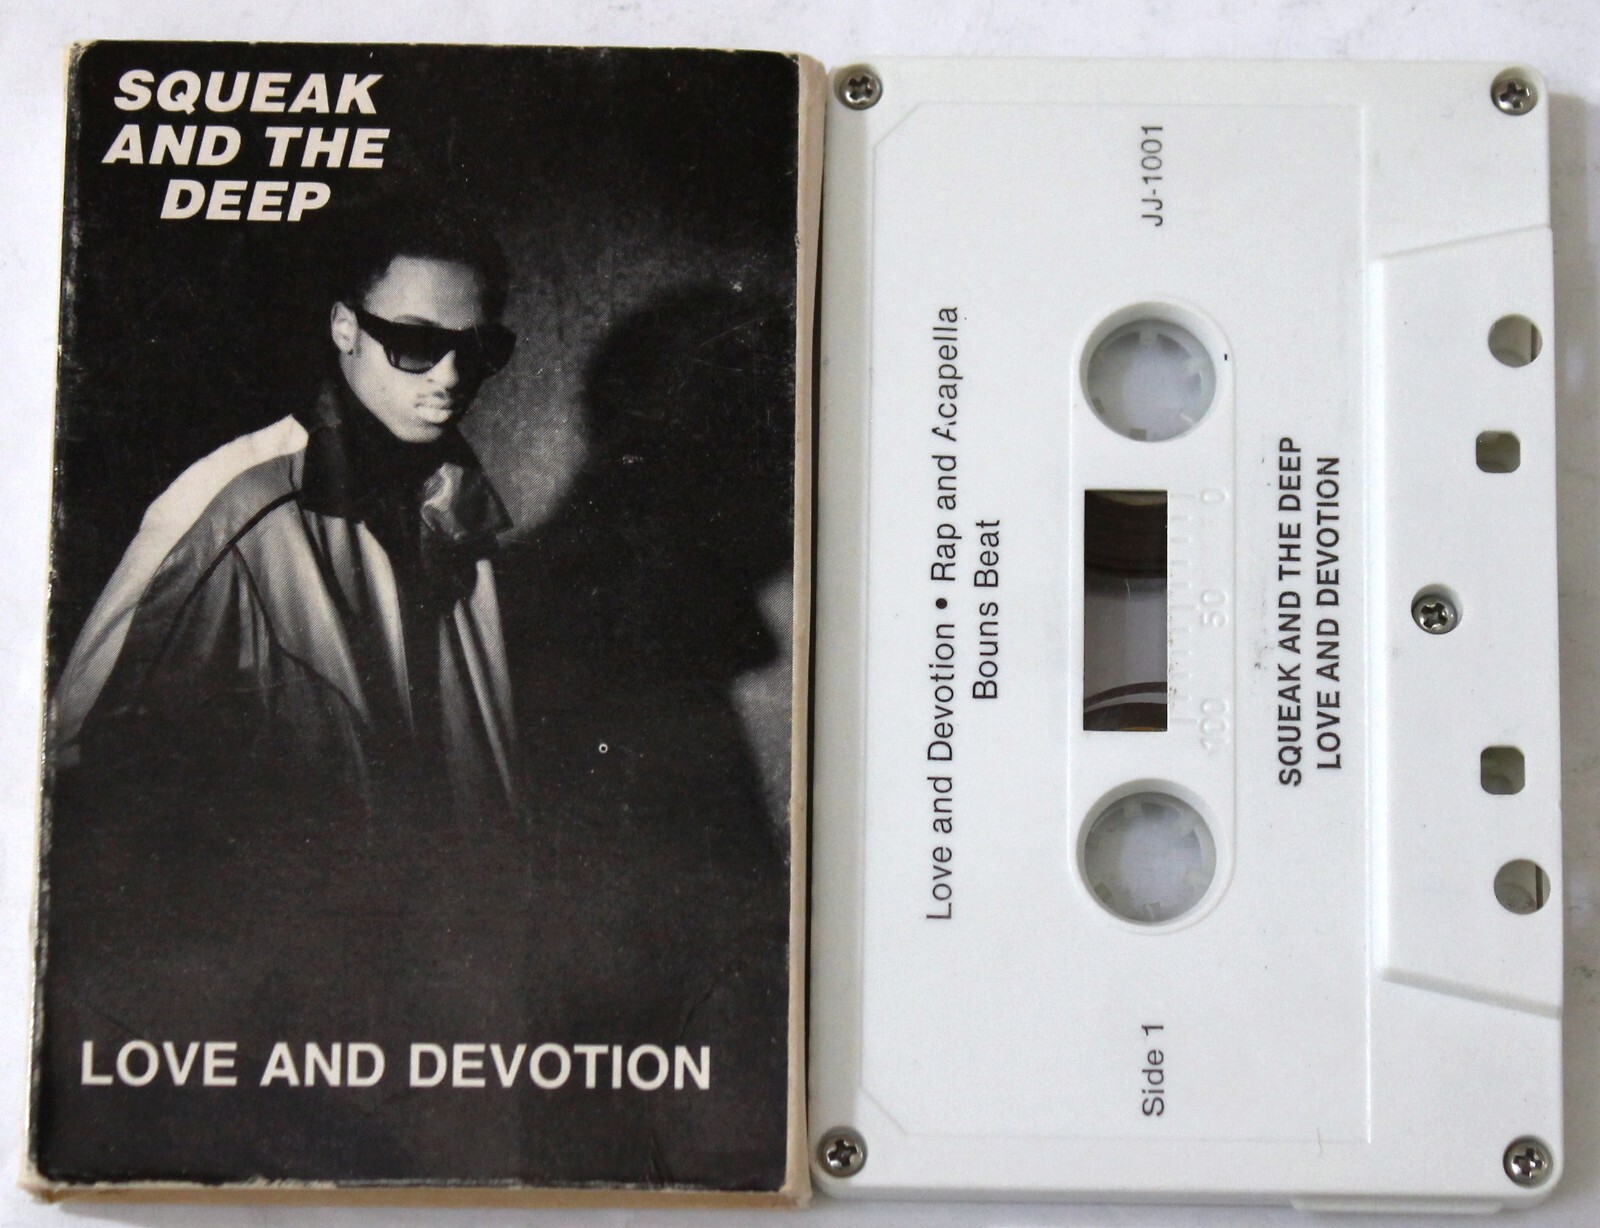 SQUEAK
AND THE
DEEP
LOVE AND DEVOTION
JJ-1001
Love and Devotion • Rap and Acapella
Bouns Beat
100 50 0
SQUEAK AND THE DEEP
LOVE AND DEVOTION
Side 1